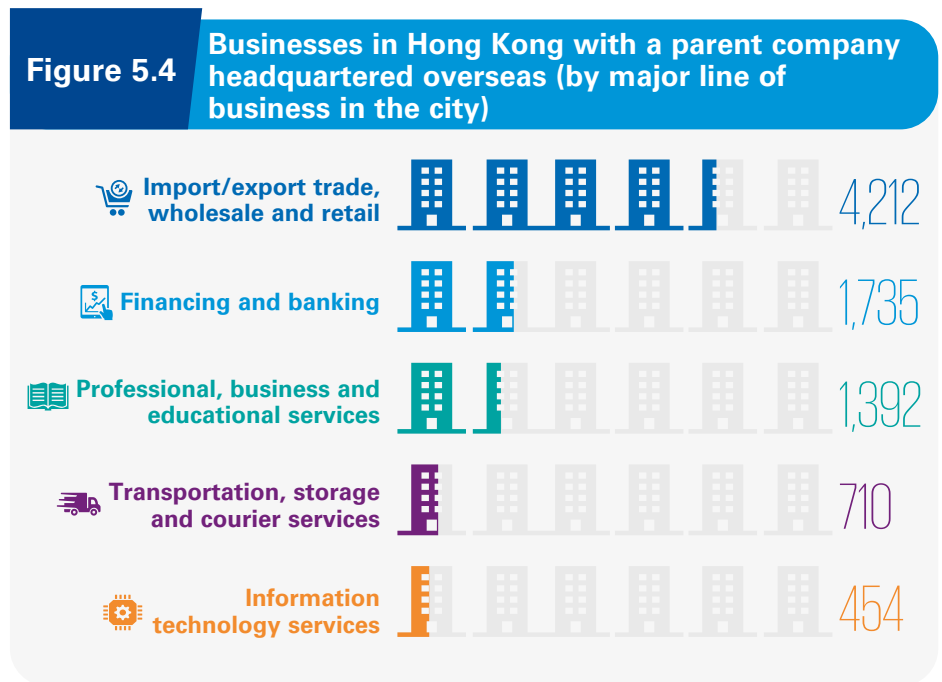 Figure 5.4
Businesses in Hong Kong with a parent company
headquartered overseas (by major line of
business in the city)
Import/export trade,
wholesale and retail
4,212
Financing and banking
1,735
Professional, business and
educational services
1,392
Transportation, storage
and courier services
710
Information
technology services
454